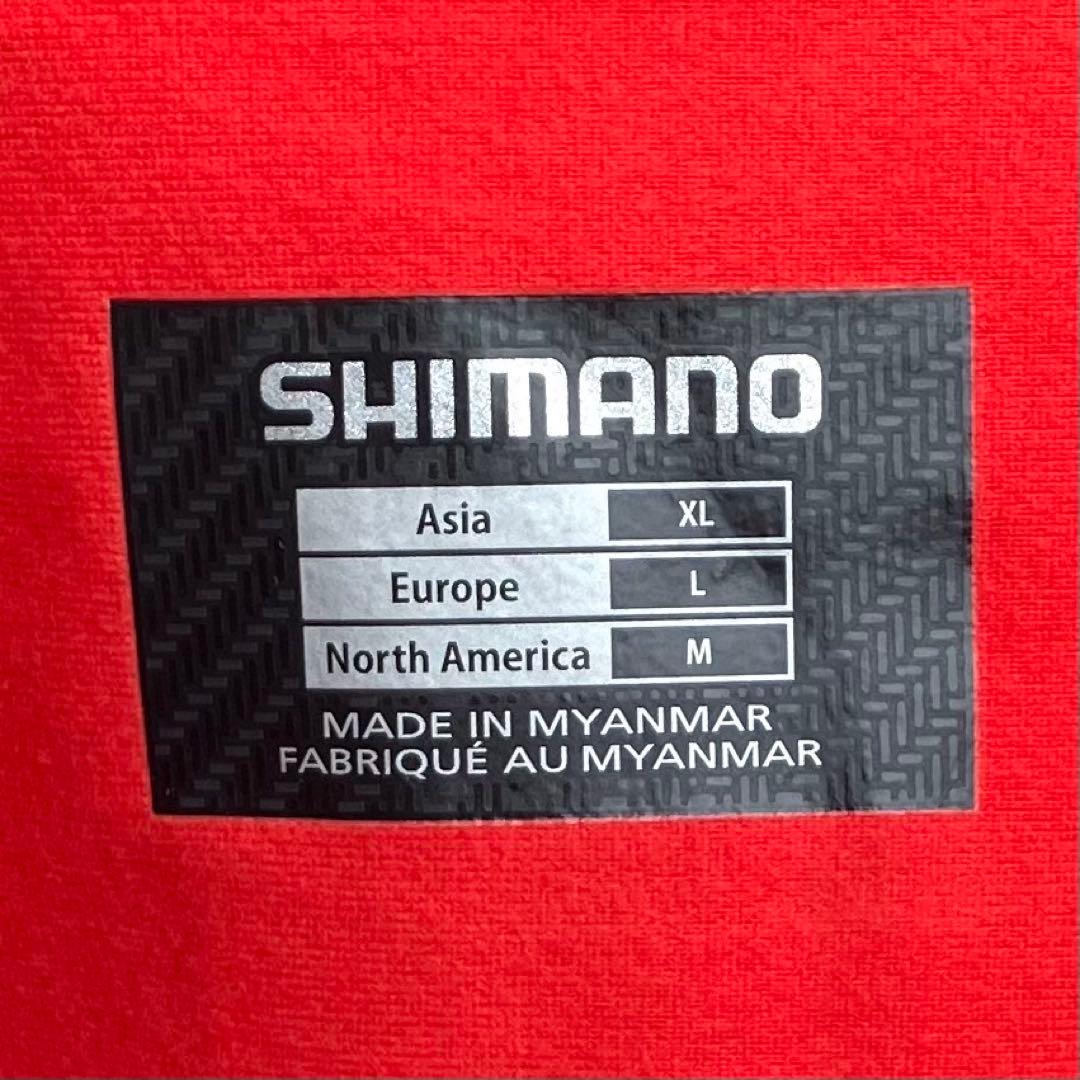 SHIMANO
Asia XL
Europe L
North America M
MADE IN MYANMAR
FABRIQUÉ AU MYANMAR